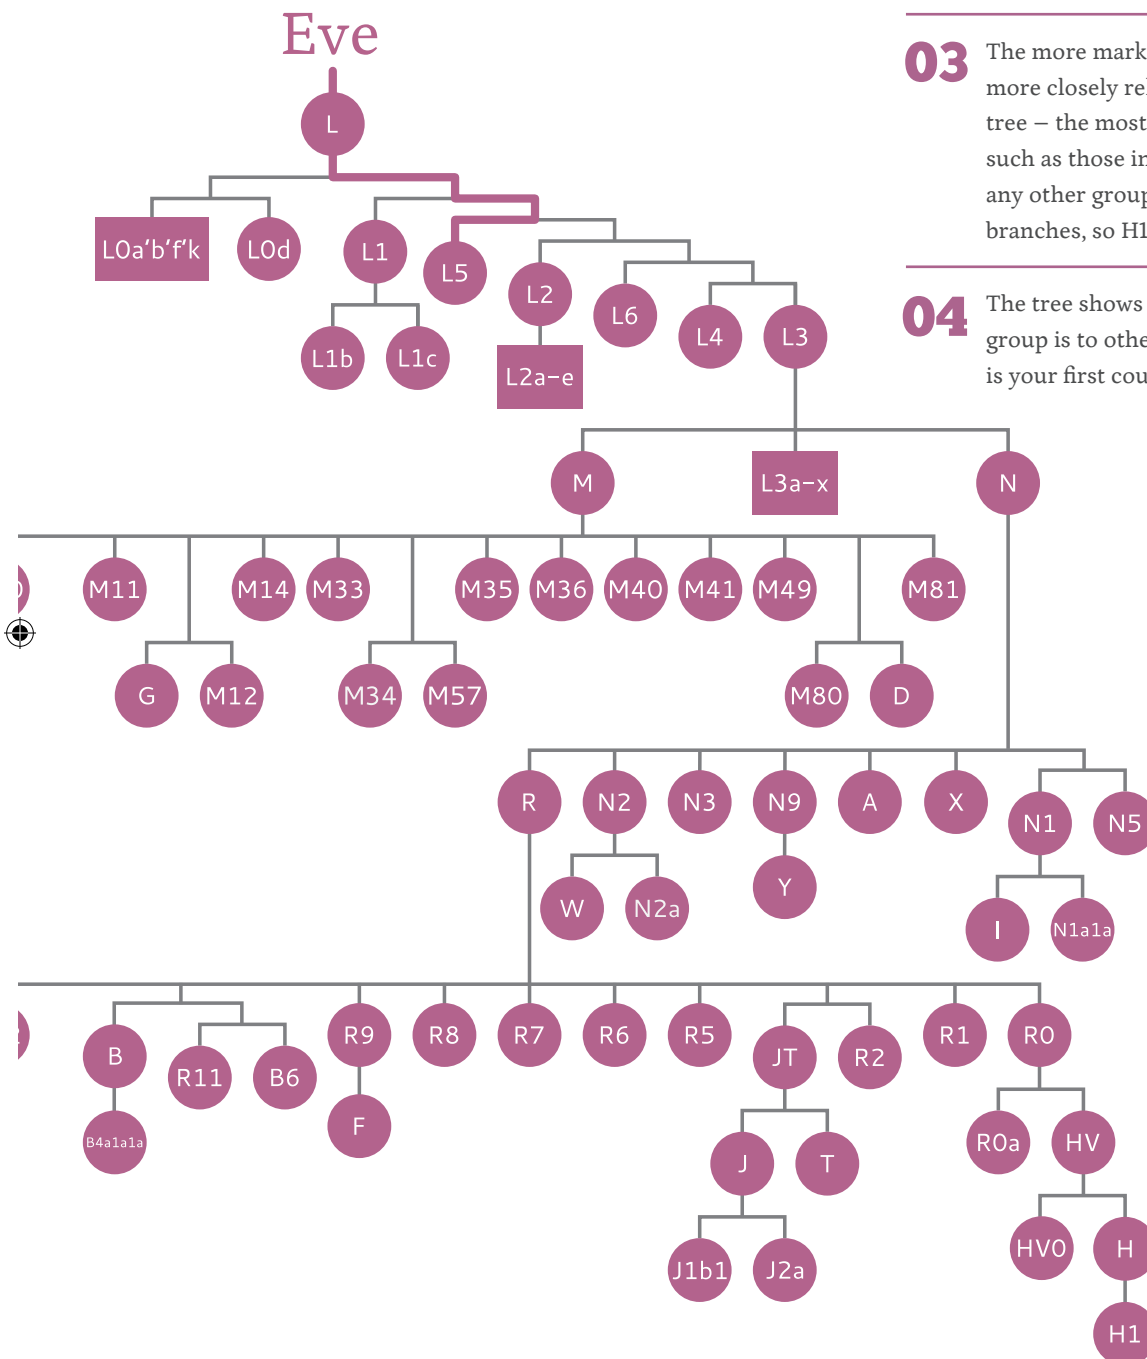 Eve
L
L0a'b'f'k
L0d
L1
L5
L2
L6
L4
L3
L1b
L1c
L2a–e
M
L3a–x
N
M11
M14
M33
M35
M36
M40
M41
M49
M81
G
M12
M34
M57
M80
D
R
N2
N3
N9
A
X
N1
N5
W
N2a
Y
I
N1a1a
B
R11
B6
R9
R8
R7
R6
R5
JT
R2
R1
R0
B4a1a1a
F
J
T
R0a
HV
J1b1
J2a
HV0
H
H1
03
The more mark
more closely re
tree – the most
such as those in
any other group
branches, so H1
04
The tree shows
group is to othe
is your first cou